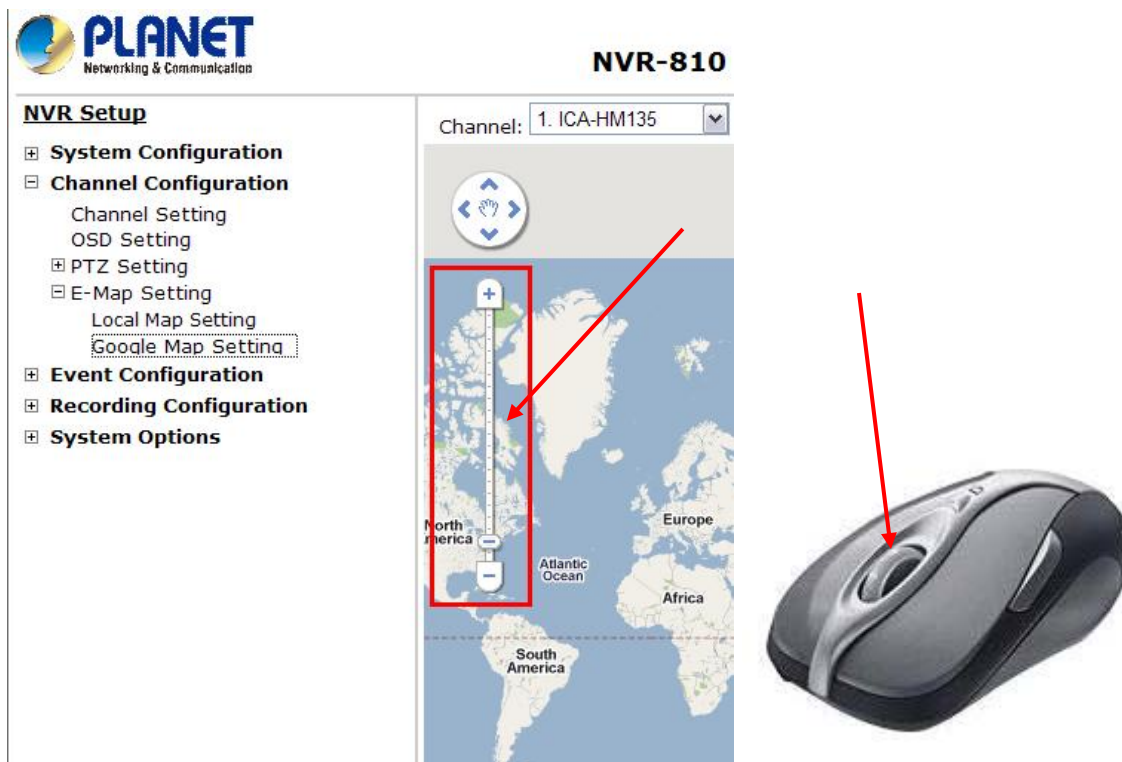 PLANET
Networking & Communication
NVR-810
NVR Setup
System Configuration
Channel Configuration
Channel Setting
OSD Setting
PTZ Setting
E-Map Setting
Local Map Setting
Google Map Setting
Event Configuration
Recording Configuration
System Options
Channel: 1. ICA-HM135
North
merica
Atlantic
Ocean
Europe
Africa
South
America